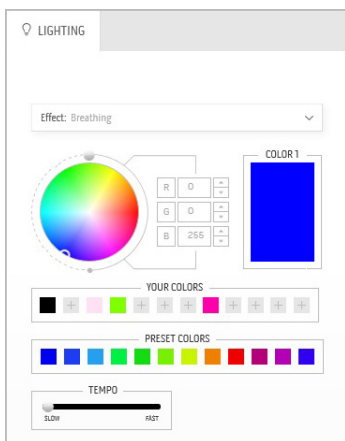 LIGHTING
Effect: Breathing
COLOR 1
R 0
G 0
B 255
YOUR COLORS
PRESET COLORS
TEMPO
SLOW FAST